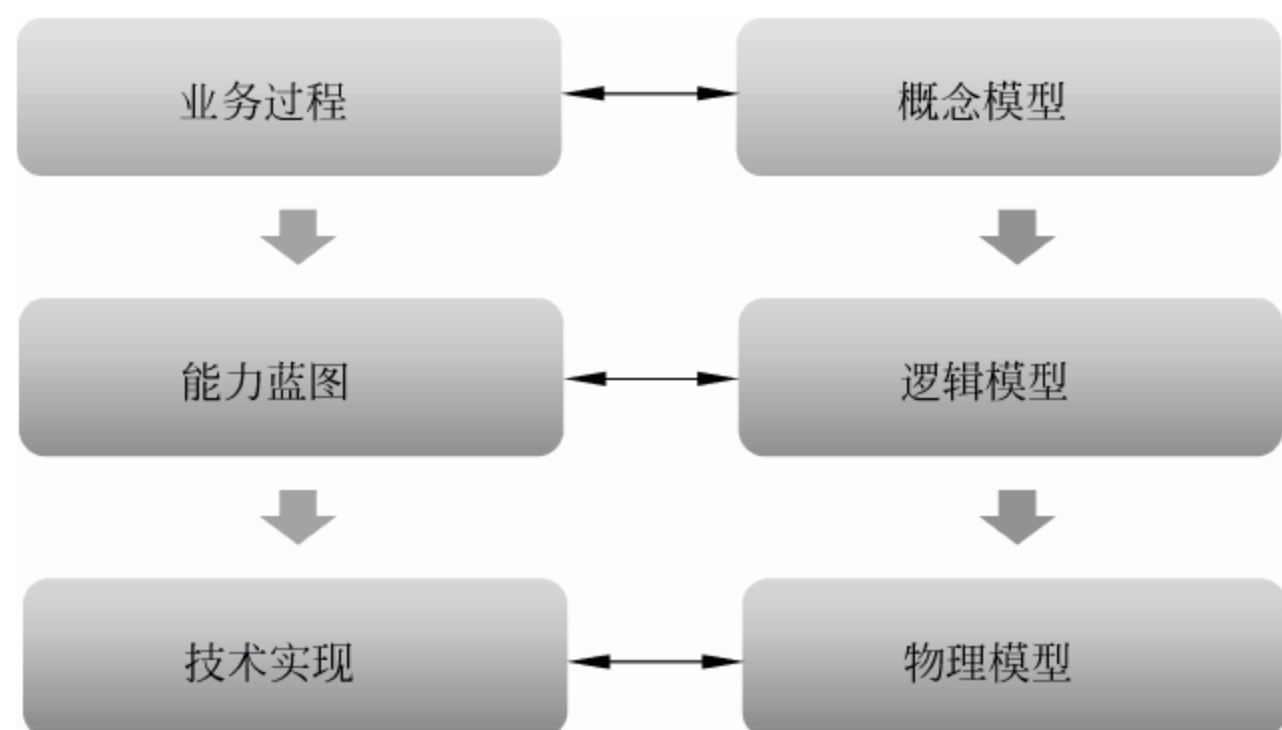 业务过程
概念模型
能力蓝图
逻辑模型
技术实现
物理模型